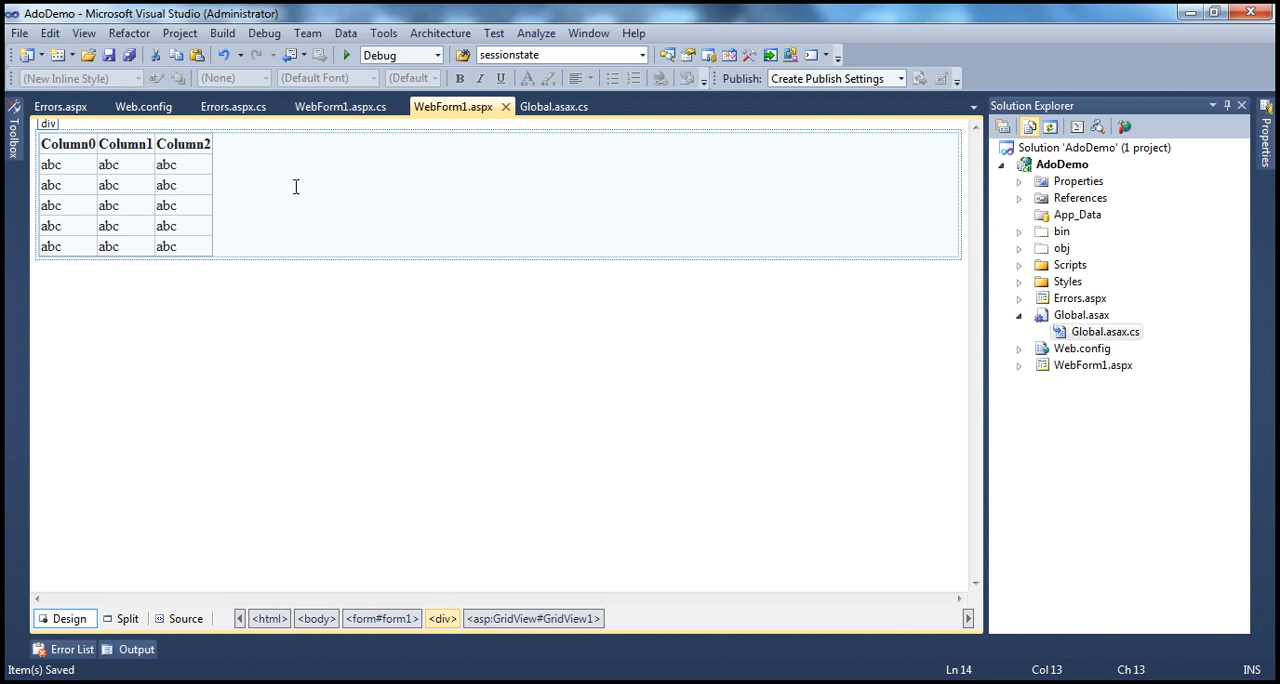 AdoDemo - Microsoft Visual Studio (Administrator)
File Edit View Refactor Project Build Debug Team Data Tools Architecture Test Analyze Window Help
Debug sessionstate
(New Inline Style) (None) (Default Font) (Default B I U A Publish: Create Publish Settings
Errors.aspx Web.config Errors.aspx.cs WebForm1.aspx.cs WebForm1.aspx Global.asax.cs
Toolbox
div
Column0 Column1 Column2
abc abc abc
abc abc abc
abc abc abc
abc abc abc
abc abc abc
Solution Explorer
Solution 'AdoDemo' (1 project)
AdoDemo
Properties
References
App_Data
bin
obj
Scripts
Styles
Errors.aspx
Global.asax
Global.asax.cs
Web.config
WebForm1.aspx
Properties
Design Split Source <html> <body> <form#form1> <div> <asp:GridView#GridView1>
Error List Output
Item(s) Saved Ln 14 Col 13 Ch 13 INS